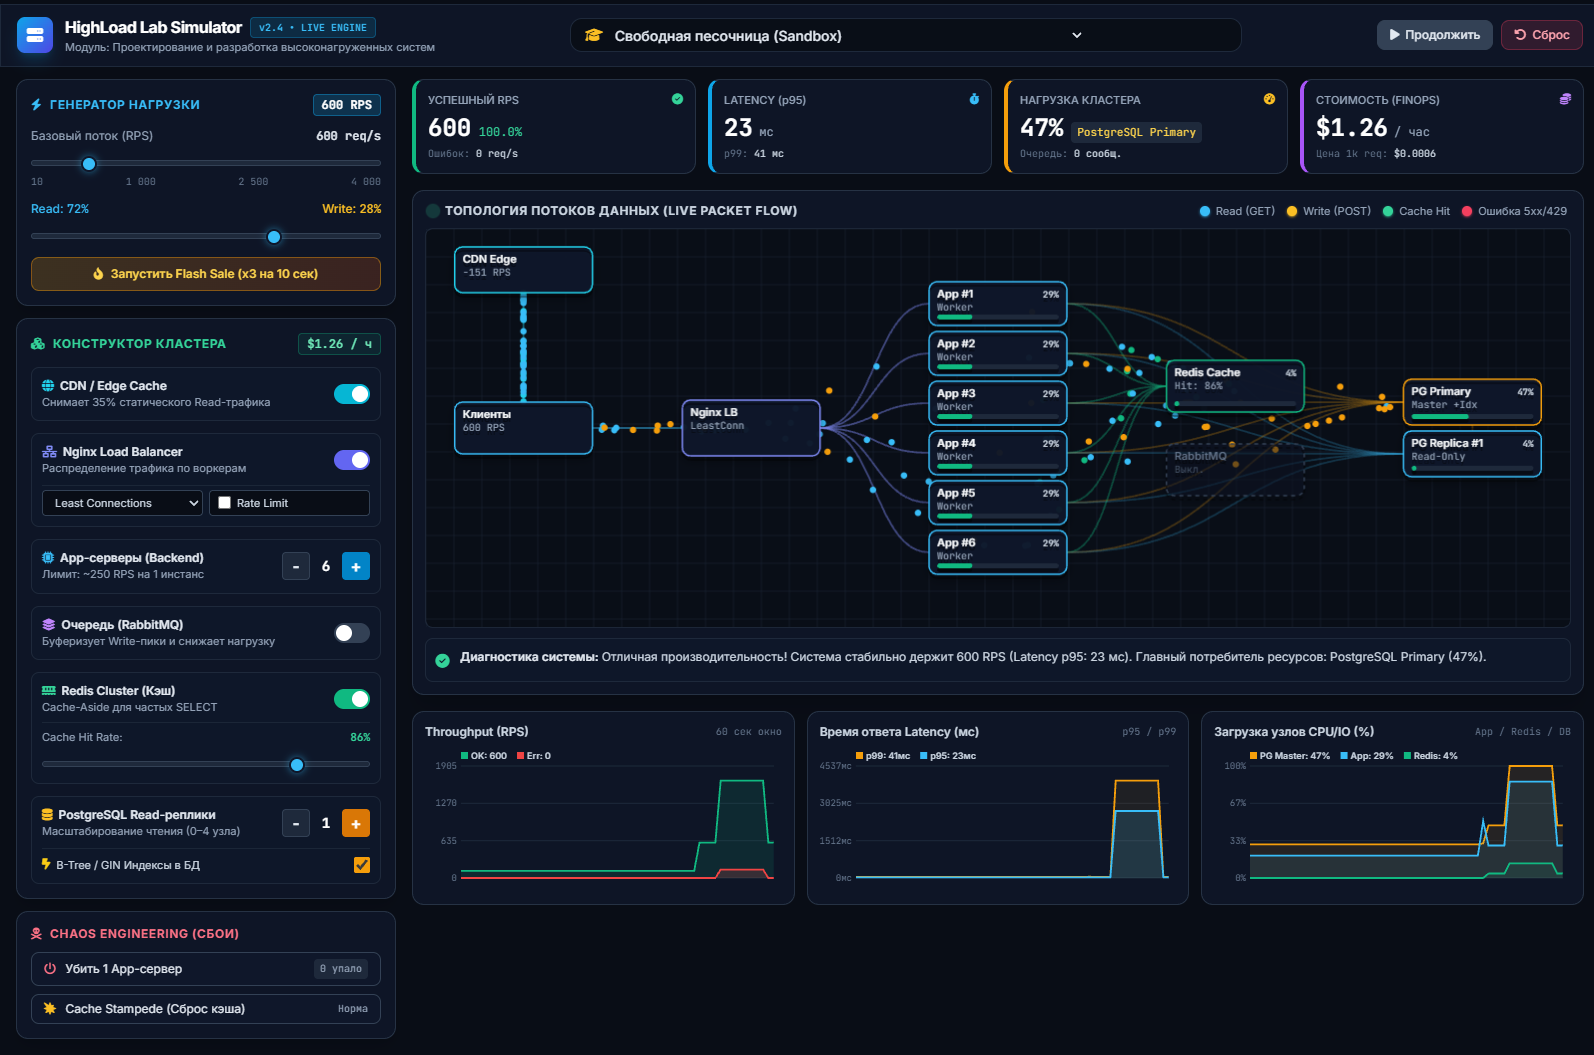 HighLoad Lab Simulator
v2.4 • LIVE ENGINE
Модуль: Проектирование и разработка высоконагруженных систем
Свободная песочница (Sandbox)
Продолжить
Сброс
ГЕНЕРАТОР НАГРУЗКИ
600 RPS
Базовый поток (RPS)
600 req/s
10 1 000 2 500 4 000
Read: 72%
Write: 28%
Запустить Flash Sale (x3 на 10 сек)
КОНСТРУКТОР КЛАСТЕРА
$1.26 / ч
CDN / Edge Cache
Снимает 35% статического Read-трафика
Nginx Load Balancer
Распределение трафика по воркерам
Least Connections
Rate Limit
App-серверы (Backend)
Лимит: ~250 RPS на 1 инстанс
- 6 +
Очередь (RabbitMQ)
Буферизует Write-пики и снижает нагрузку
Redis Cluster (Кэш)
Cache-Aside для частых SELECT
Cache Hit Rate:
86%
PostgreSQL Read-реплики
Масштабирование чтения (0–4 узла)
- 1 +
B-Tree / GIN Индексы в БД
CHAOS ENGINEERING (СБОИ)
Убить 1 App-сервер
0 упало
Cache Stampede (Сброс кэша)
Норма
УСПЕШНЫЙ RPS
600 100.0%
Ошибок: 0 req/s
LATENCY (p95)
23 мс
p99: 41 мс
НАГРУЗКА КЛАСТЕРА
47% PostgreSQL Primary
Очередь: 0 сообщ.
СТОИМОСТЬ (FINOPS)
$1.26 / час
Цена 1k req: $0.0006
ТОПОЛОГИЯ ПОТОКОВ ДАННЫХ (LIVE PACKET FLOW)
Read (GET)
Write (POST)
Cache Hit
Ошибка 5xx/429
CDN Edge
-151 RPS
Клиенты
600 RPS
Nginx LB
LeastConn
App #1 29%
Worker
App #2 29%
Worker
App #3 29%
Worker
App #4 29%
Worker
App #5 29%
Worker
App #6 29%
Worker
Redis Cache 4%
Hit: 86%
RabbitMQ
Выкл.
PG Primary 47%
Master +Idx
PG Replica #1 4%
Read-Only
Диагностика системы: Отличная производительность! Система стабильно держит 600 RPS (Latency p95: 23 мс). Главный потребитель ресурсов: PostgreSQL Primary (47%).
Throughput (RPS)
60 сек окно
OK: 600 Err: 0
1905
1270
635
0
Время ответа Latency (мс)
p95 / p99
p99: 41мс p95: 23мс
4537мс
3025мс
1512мс
0мс
Загрузка узлов CPU/IO (%)
App / Redis / DB
PG Master: 47% App: 29% Redis: 4%
100%
67%
33%
0%